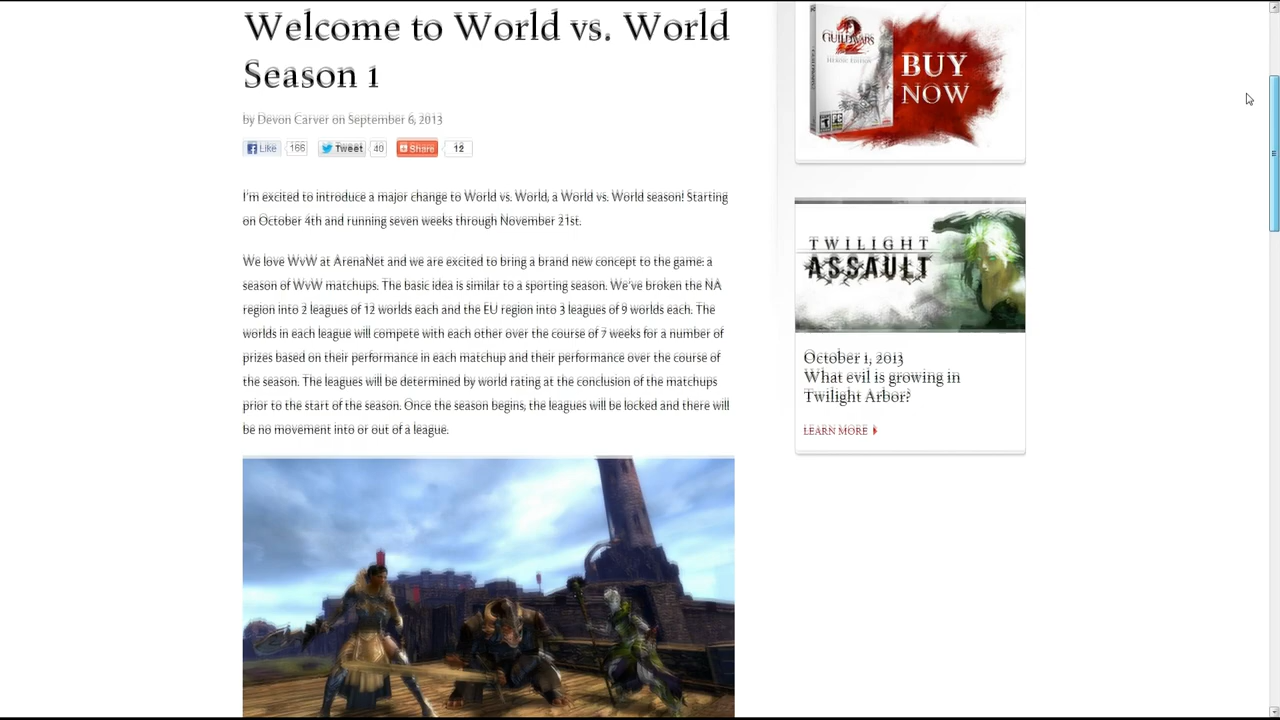 Welcome to World vs. World
Season 1
by Devon Carver on September 6, 2013
Like 166 Tweet 40 Share 12
I'm excited to introduce a major change to World vs. World, a World vs. World season! Starting
on October 4th and running seven weeks through November 21st.
We love WvW at ArenaNet and we are excited to bring a brand new concept to the game: a
season of WvW matchups. The basic idea is similar to a sporting season. We've broken the NA
region into 2 leagues of 12 worlds each and the EU region into 3 leagues of 9 worlds each. The
worlds in each league will compete with each other over the course of 7 weeks for a number of
prizes based on their performance in each matchup and their performance over the course of
the season. The leagues will be determined by world rating at the conclusion of the matchups
prior to the start of the season. Once the season begins, the leagues will be locked and there will
be no movement into or out of a league.
GUILD WARS
2
HEROIC EDITION
PC
BUY
NOW
TWILIGHT
ASSAULT
October 1, 2013
What evil is growing in
Twilight Arbor?
LEARN MORE